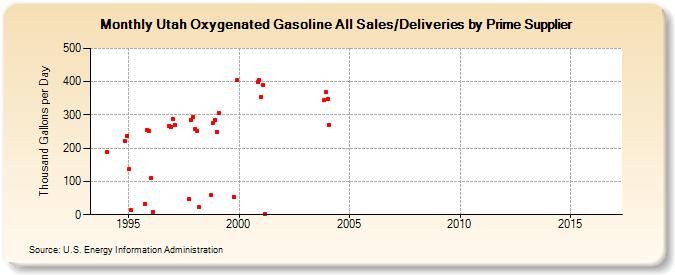 Monthly Utah Oxygenated Gasoline All Sales/Deliveries by Prime Supplier
Thousand Gallons per Day
500
400
300
200
100
0
1995 2000 2005 2010 2015
Source: U.S. Energy Information Administration